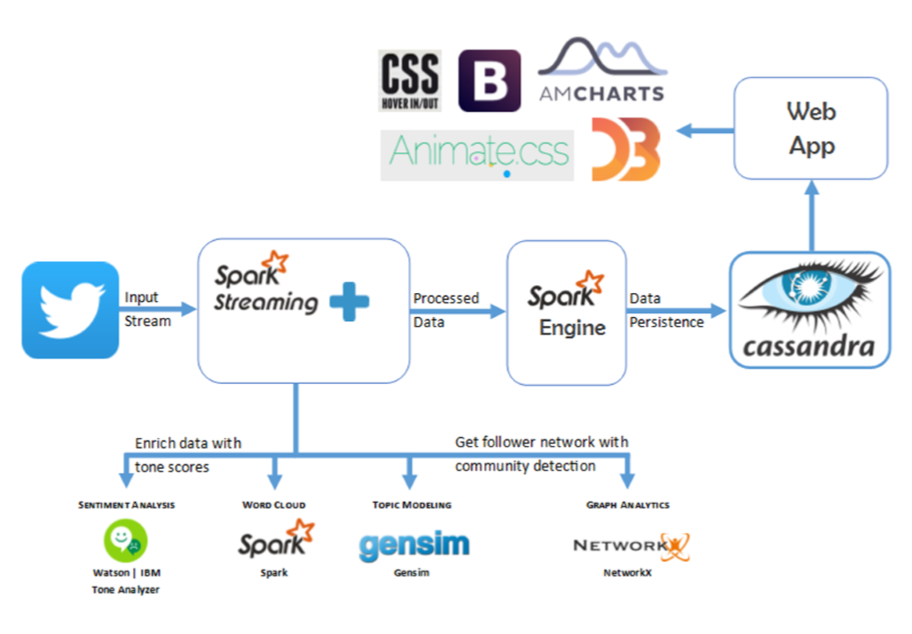 CSS
HOVER IN/OUT
B
AMCHARTS
Animate.css
D3
Web
App
Input
Stream
Spark
Streaming
Processed
Data
Spark
Engine
Data
Persistence
cassandra
Enrich data with
tone scores
Get follower network with
community detection
SENTIMENT ANALYSIS
WORD CLOUD
TOPIC MODELING
GRAPH ANALYTICS
Spark
gensim
NETWORKX
Watson | IBM
Tone Analyzer
Spark
Gensim
NetworkX